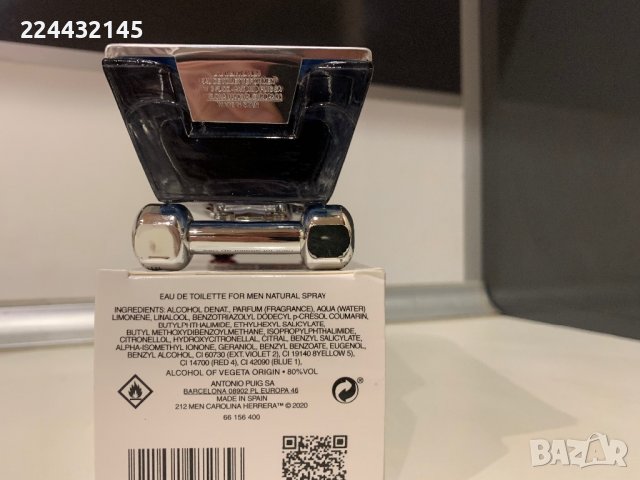 224432145
EAU DE TOILETTE FOR MEN NATURAL SPRAY
INGREDIENTS: ALCOHOL DENAT, PARFUM (FRAGRANCE), AQUA (WATER)
LIMONENE, LINALOOL, BENZOTRIAZOLYL DODECYL p-CRESOL COUMARIN,
BUTYLPHTHALIMIDE, ETHYLHEXYL SALICYLATE,
BUTYL METHOXYDIBENZOYLMETHANE, ISOPROPYLPHTHALIMIDE,
CITRONELLOL, HYDROXYCITRONELLAL, CITRAL, BENZYL SALICYLATE,
ALPHA-ISOMETHYL IONONE, GERANIOL, BENZYL BENZOATE, EUGENOL,
BENZYL ALCOHOL, CI 60730 (EXT. VIOLET 2), CI 19140 8YELLOW 5),
CI 14700 (RED 4), CI 42090 (BLUE 1),
ALCOHOL OF VEGETA ORIGIN • 80%VOL
ANTONIO PUIG SA
BARCELONA 08902 PL EUROPA 46
MADE IN SPAIN
212 MEN CAROLINA HERRERA™ © 2020
66 156 400
BAZAR